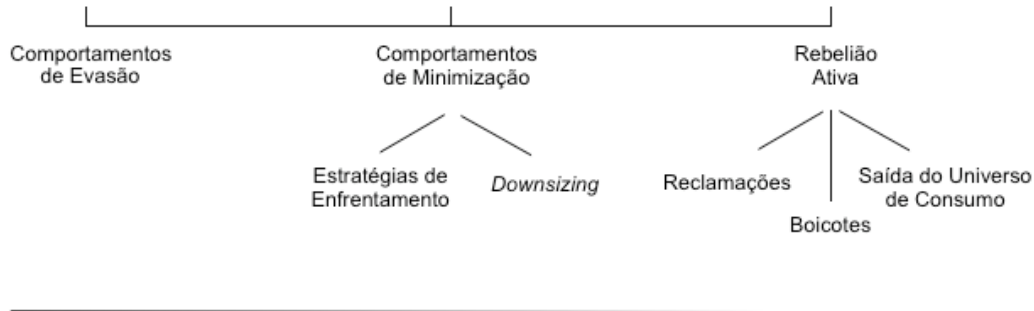 Comportamentos
de Evasão
Comportamentos
de Minimização
Rebelião
Ativa
Estratégias de
Enfrentamento
Downsizing
Reclamações
Boicotes
Saída do Universo
de Consumo